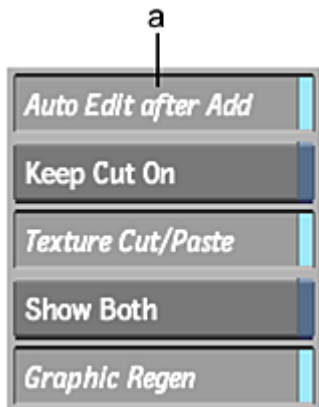 a
Auto Edit after Add
Keep Cut On
Texture Cut/Paste
Show Both
Graphic Regen